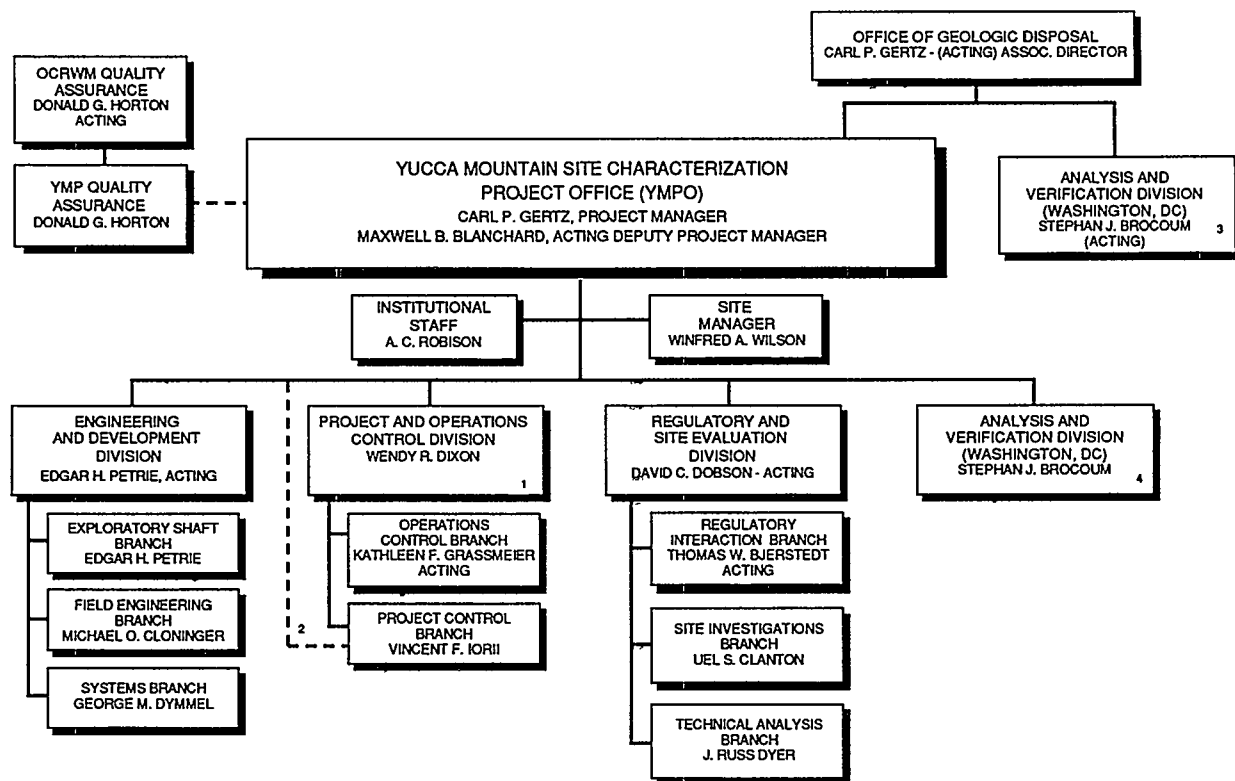 OFFICE OF GEOLOGIC DISPOSAL
CARL P. GERTZ - (ACTING) ASSOC. DIRECTOR
OCRWM QUALITY
ASSURANCE
DONALD G. HORTON
ACTING
YMP QUALITY
ASSURANCE
DONALD G. HORTON
YUCCA MOUNTAIN SITE CHARACTERIZATION
PROJECT OFFICE (YMPO)
CARL P. GERTZ, PROJECT MANAGER
MAXWELL B. BLANCHARD, ACTING DEPUTY PROJECT MANAGER
ANALYSIS AND
VERIFICATION DIVISION
(WASHINGTON, DC)
STEPHAN J. BROCOUM
(ACTING)
3
INSTITUTIONAL
STAFF
A. C. ROBISON
SITE
MANAGER
WINFRED A. WILSON
ENGINEERING
AND DEVELOPMENT
DIVISION
EDGAR H. PETRIE, ACTING
EXPLORATORY SHAFT
BRANCH
EDGAR H. PETRIE
FIELD ENGINEERING
BRANCH
MICHAEL O. CLONINGER
SYSTEMS BRANCH
GEORGE M. DYMMEL
PROJECT AND OPERATIONS
CONTROL DIVISION
WENDY R. DIXON
1
OPERATIONS
CONTROL BRANCH
KATHLEEN F. GRASSMEIER
ACTING
2
PROJECT CONTROL
BRANCH
VINCENT F. IORII
REGULATORY AND
SITE EVALUATION
DIVISION
DAVID C. DOBSON - ACTING
REGULATORY
INTERACTION BRANCH
THOMAS W. BJERSTEDT
ACTING
SITE INVESTIGATIONS
BRANCH
UEL S. CLANTON
TECHNICAL ANALYSIS
BRANCH
J. RUSS DYER
ANALYSIS AND
VERIFICATION DIVISION
(WASHINGTON, DC)
STEPHAN J. BROCOUM
4